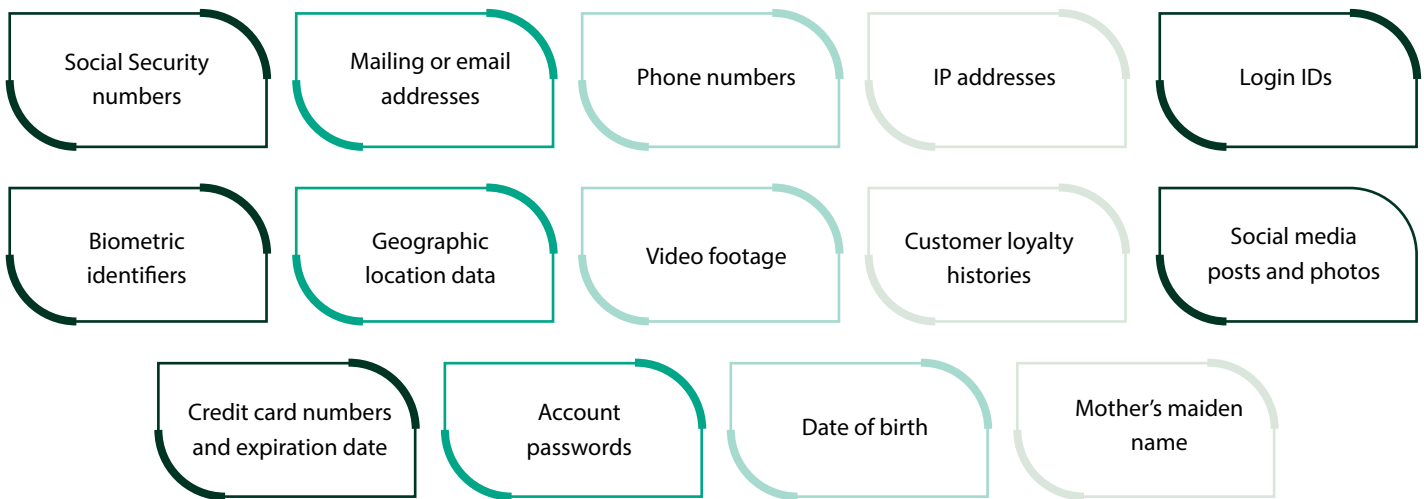 Social Security
numbers
Mailing or email
addresses
Phone numbers
IP addresses
Login IDs
Biometric
identifiers
Geographic
location data
Video footage
Customer loyalty
histories
Social media
posts and photos
Credit card numbers
and expiration date
Account
passwords
Date of birth
Mother’s maiden
name